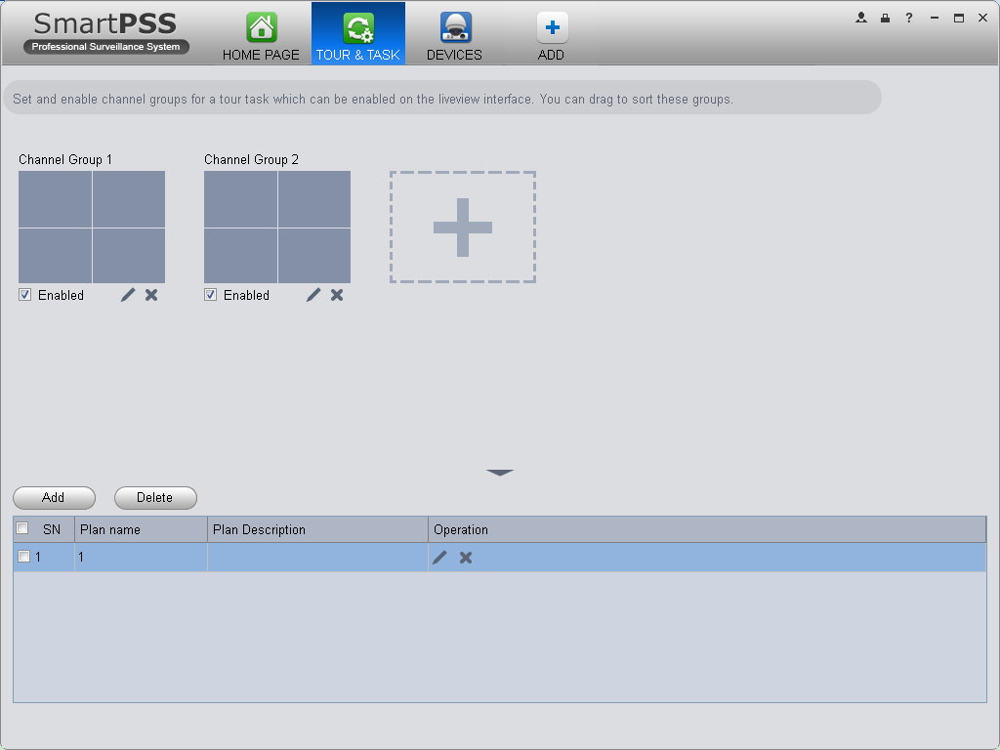 SmartPSS
Professional Surveillance System
HOME PAGE
TOUR & TASK
DEVICES
ADD
?
Set and enable channel groups for a tour task which can be enabled on the liveview interface. You can drag to sort these groups.
Channel Group 1
Channel Group 2
Enabled
Enabled
Add
Delete
SN Plan name Plan Description Operation
1 1